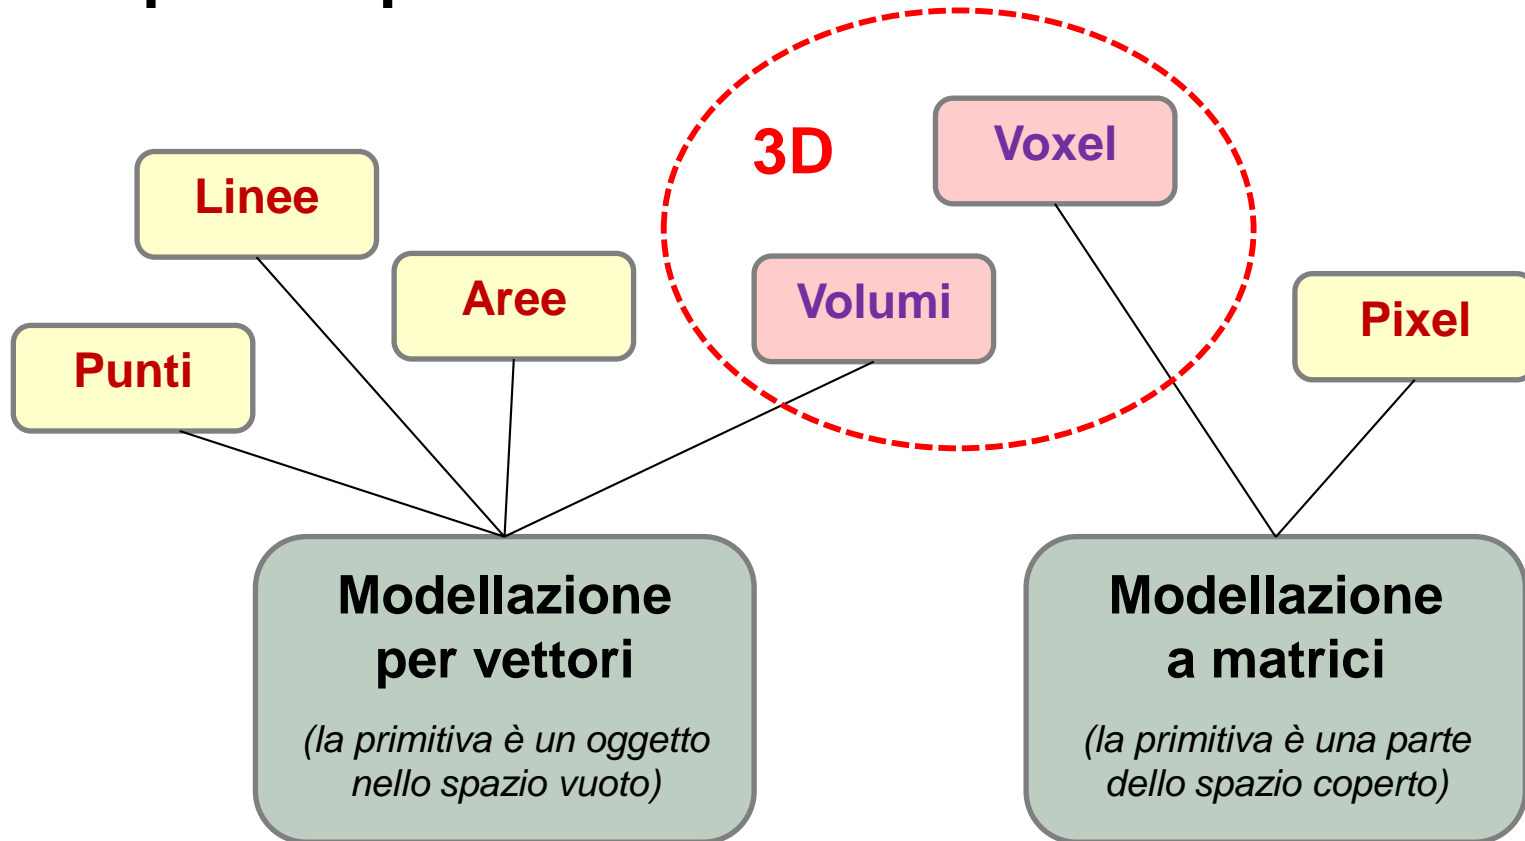 3D
Voxel
Linee
Aree
Volumi
Pixel
Punti
Modellazione
per vettori
(la primitiva è un oggetto
nello spazio vuoto)
Modellazione
a matrici
(la primitiva è una parte
dello spazio coperto)